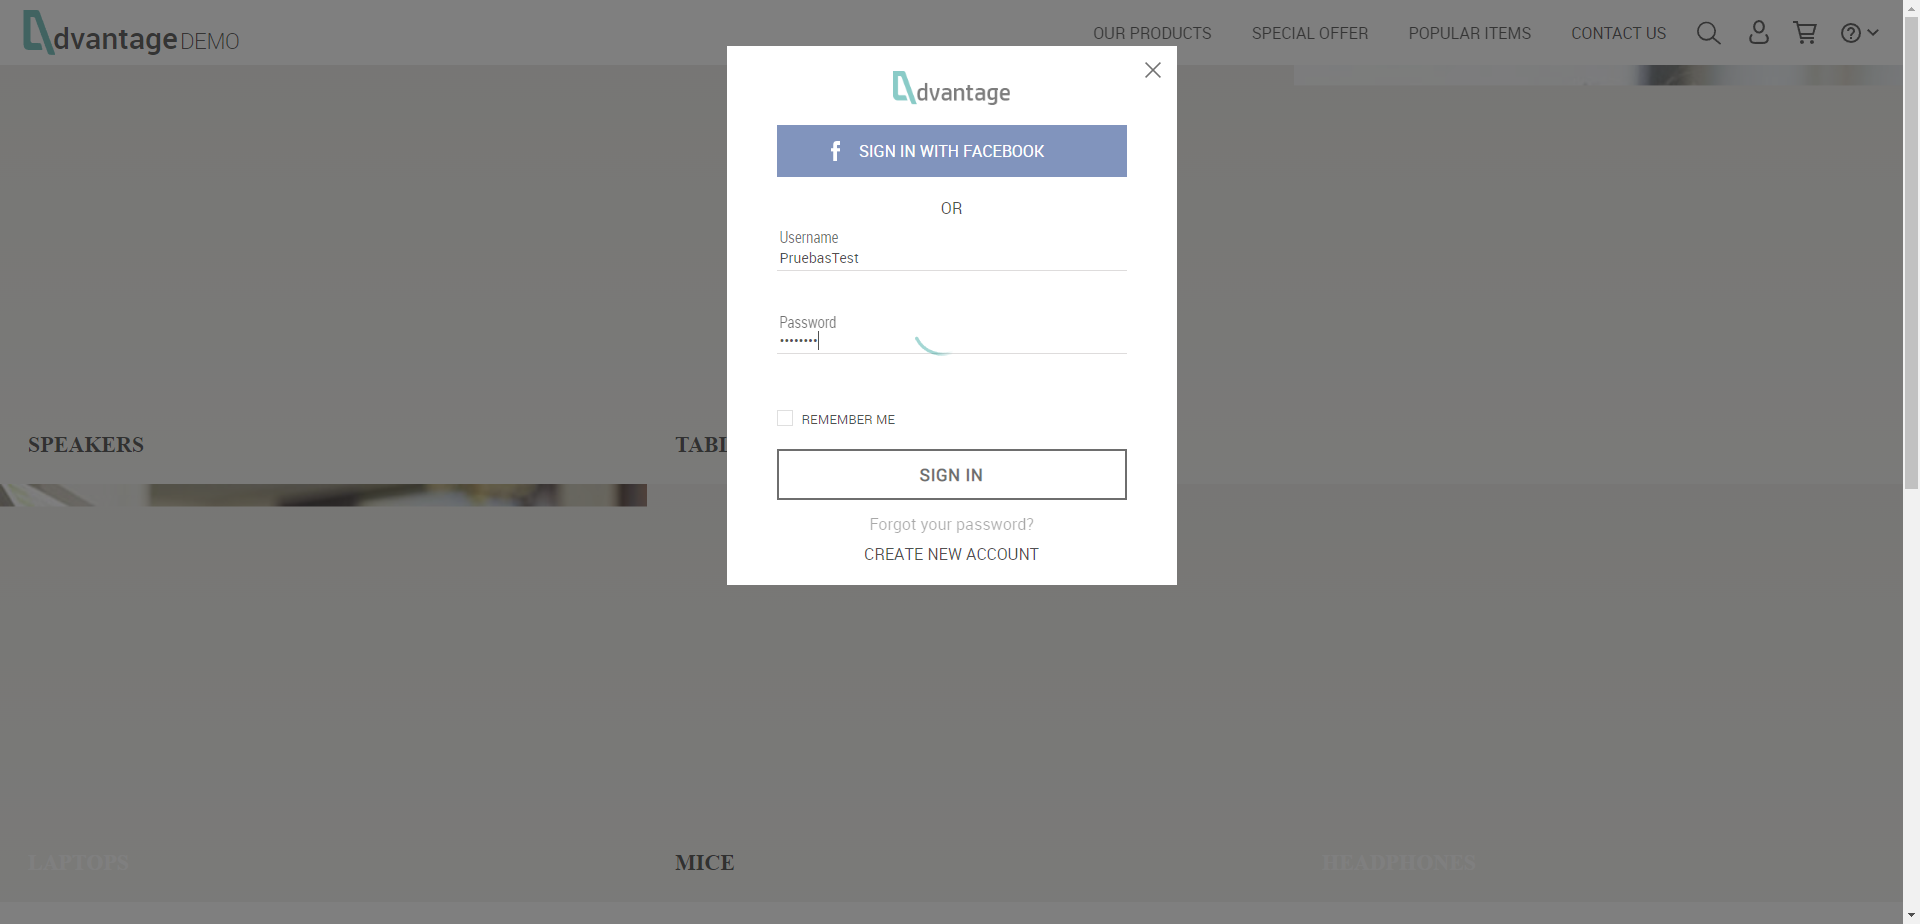 dvantage DEMO
OUR PRODUCTS
SPECIAL OFFER
POPULAR ITEMS
CONTACT US
dvantage
SIGN IN WITH FACEBOOK
OR
Username
PruebasTest
Password
••••••••
REMEMBER ME
SIGN IN
Forgot your password?
CREATE NEW ACCOUNT
SPEAKERS
TABL
LAPTOPS
MICE
HEADPHONES